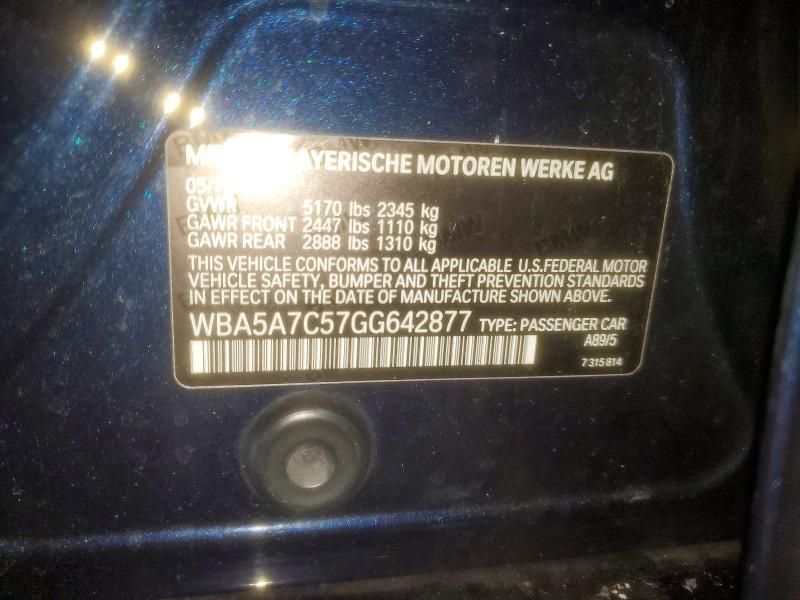 BAYERISCHE MOTOREN WERKE AG
GVWR 5170 lbs 2345 kg
GAWR FRONT 2447 lbs 1110 kg
GAWR REAR 2888 lbs 1310 kg
THIS VEHICLE CONFORMS TO ALL APPLICABLE U.S.FEDERAL MOTOR
VEHICLE SAFETY, BUMPER AND THEFT PREVENTION STANDARDS
IN EFFECT ON THE DATE OF MANUFACTURE SHOWN ABOVE.
WBA5A7C57GG642877 TYPE: PASSENGER CAR
A89/5
7315814